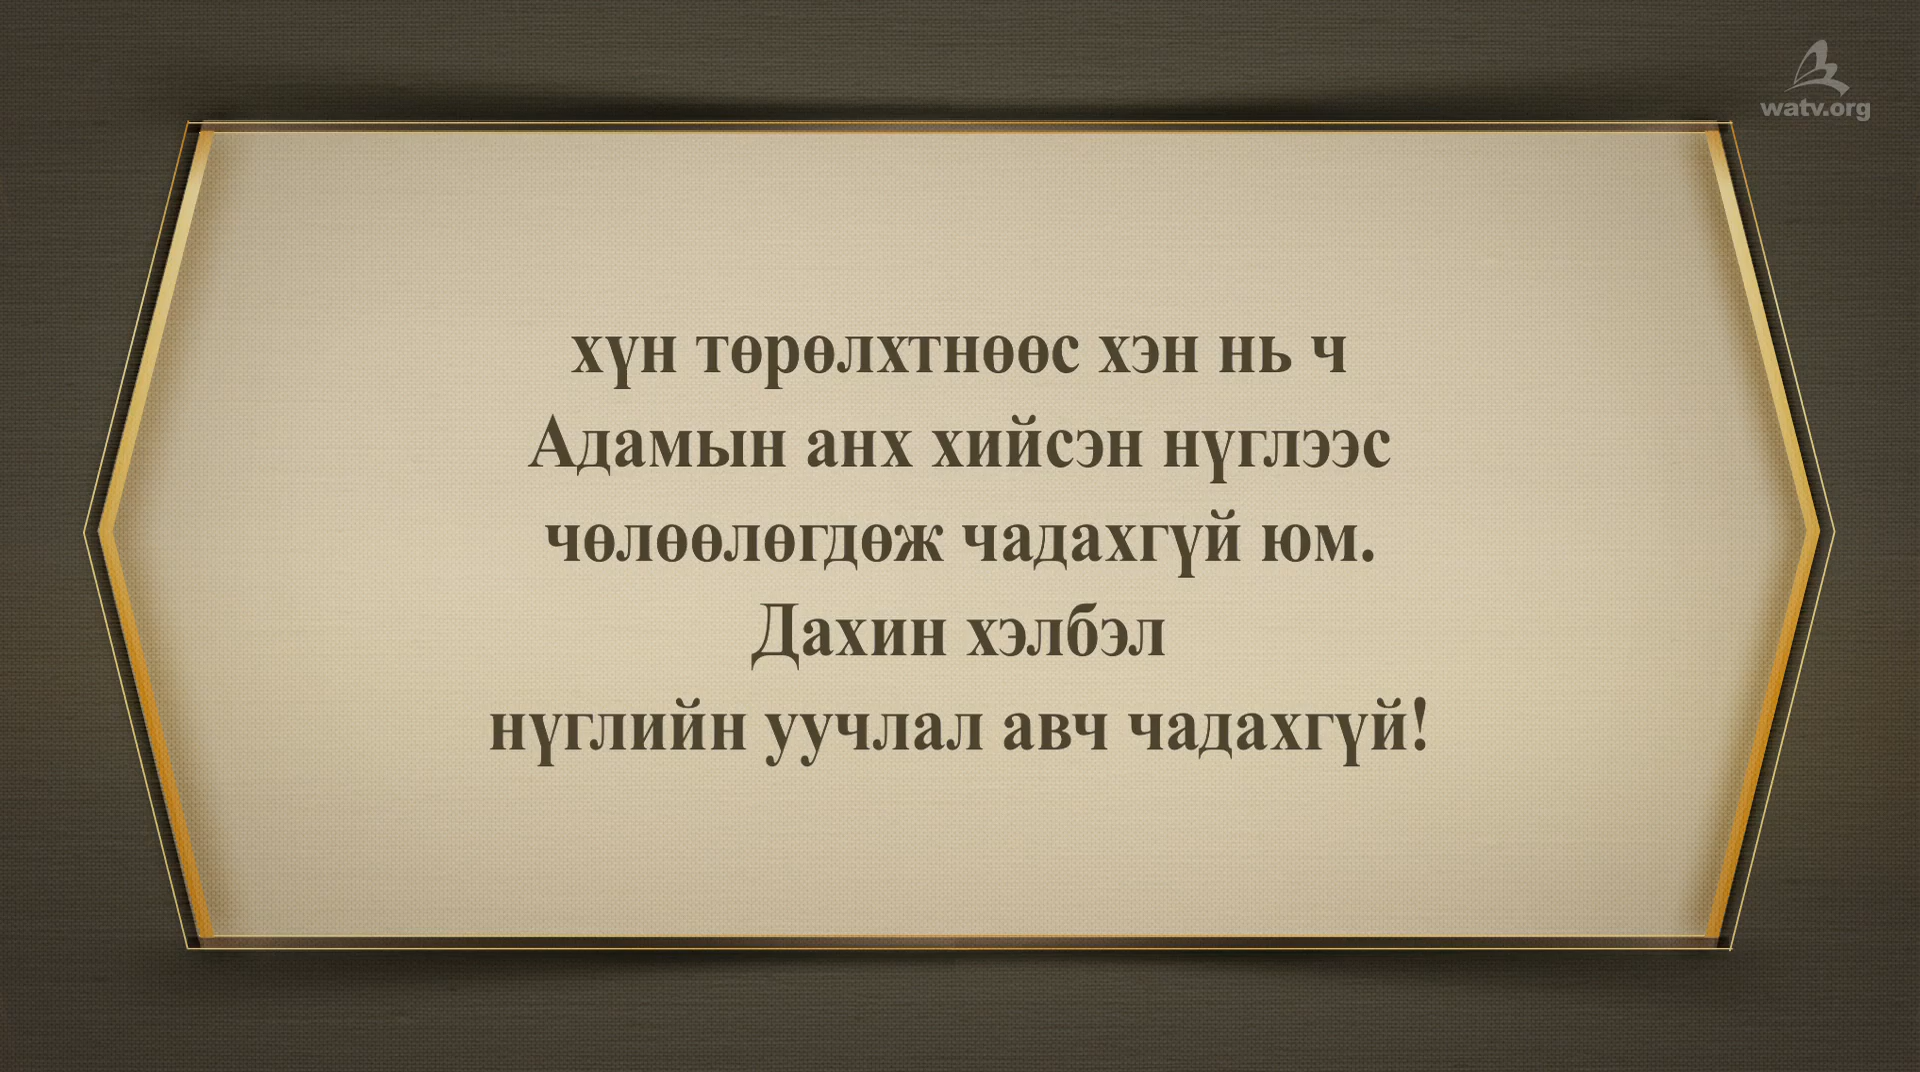 watv.org
хүн төрөлхтнөөс хэн нь ч
Адамын анх хийсэн нүглээс
чөлөөлөгдөж чадахгүй юм.
Дахин хэлбэл
нүглийн уучлал авч чадахгүй!